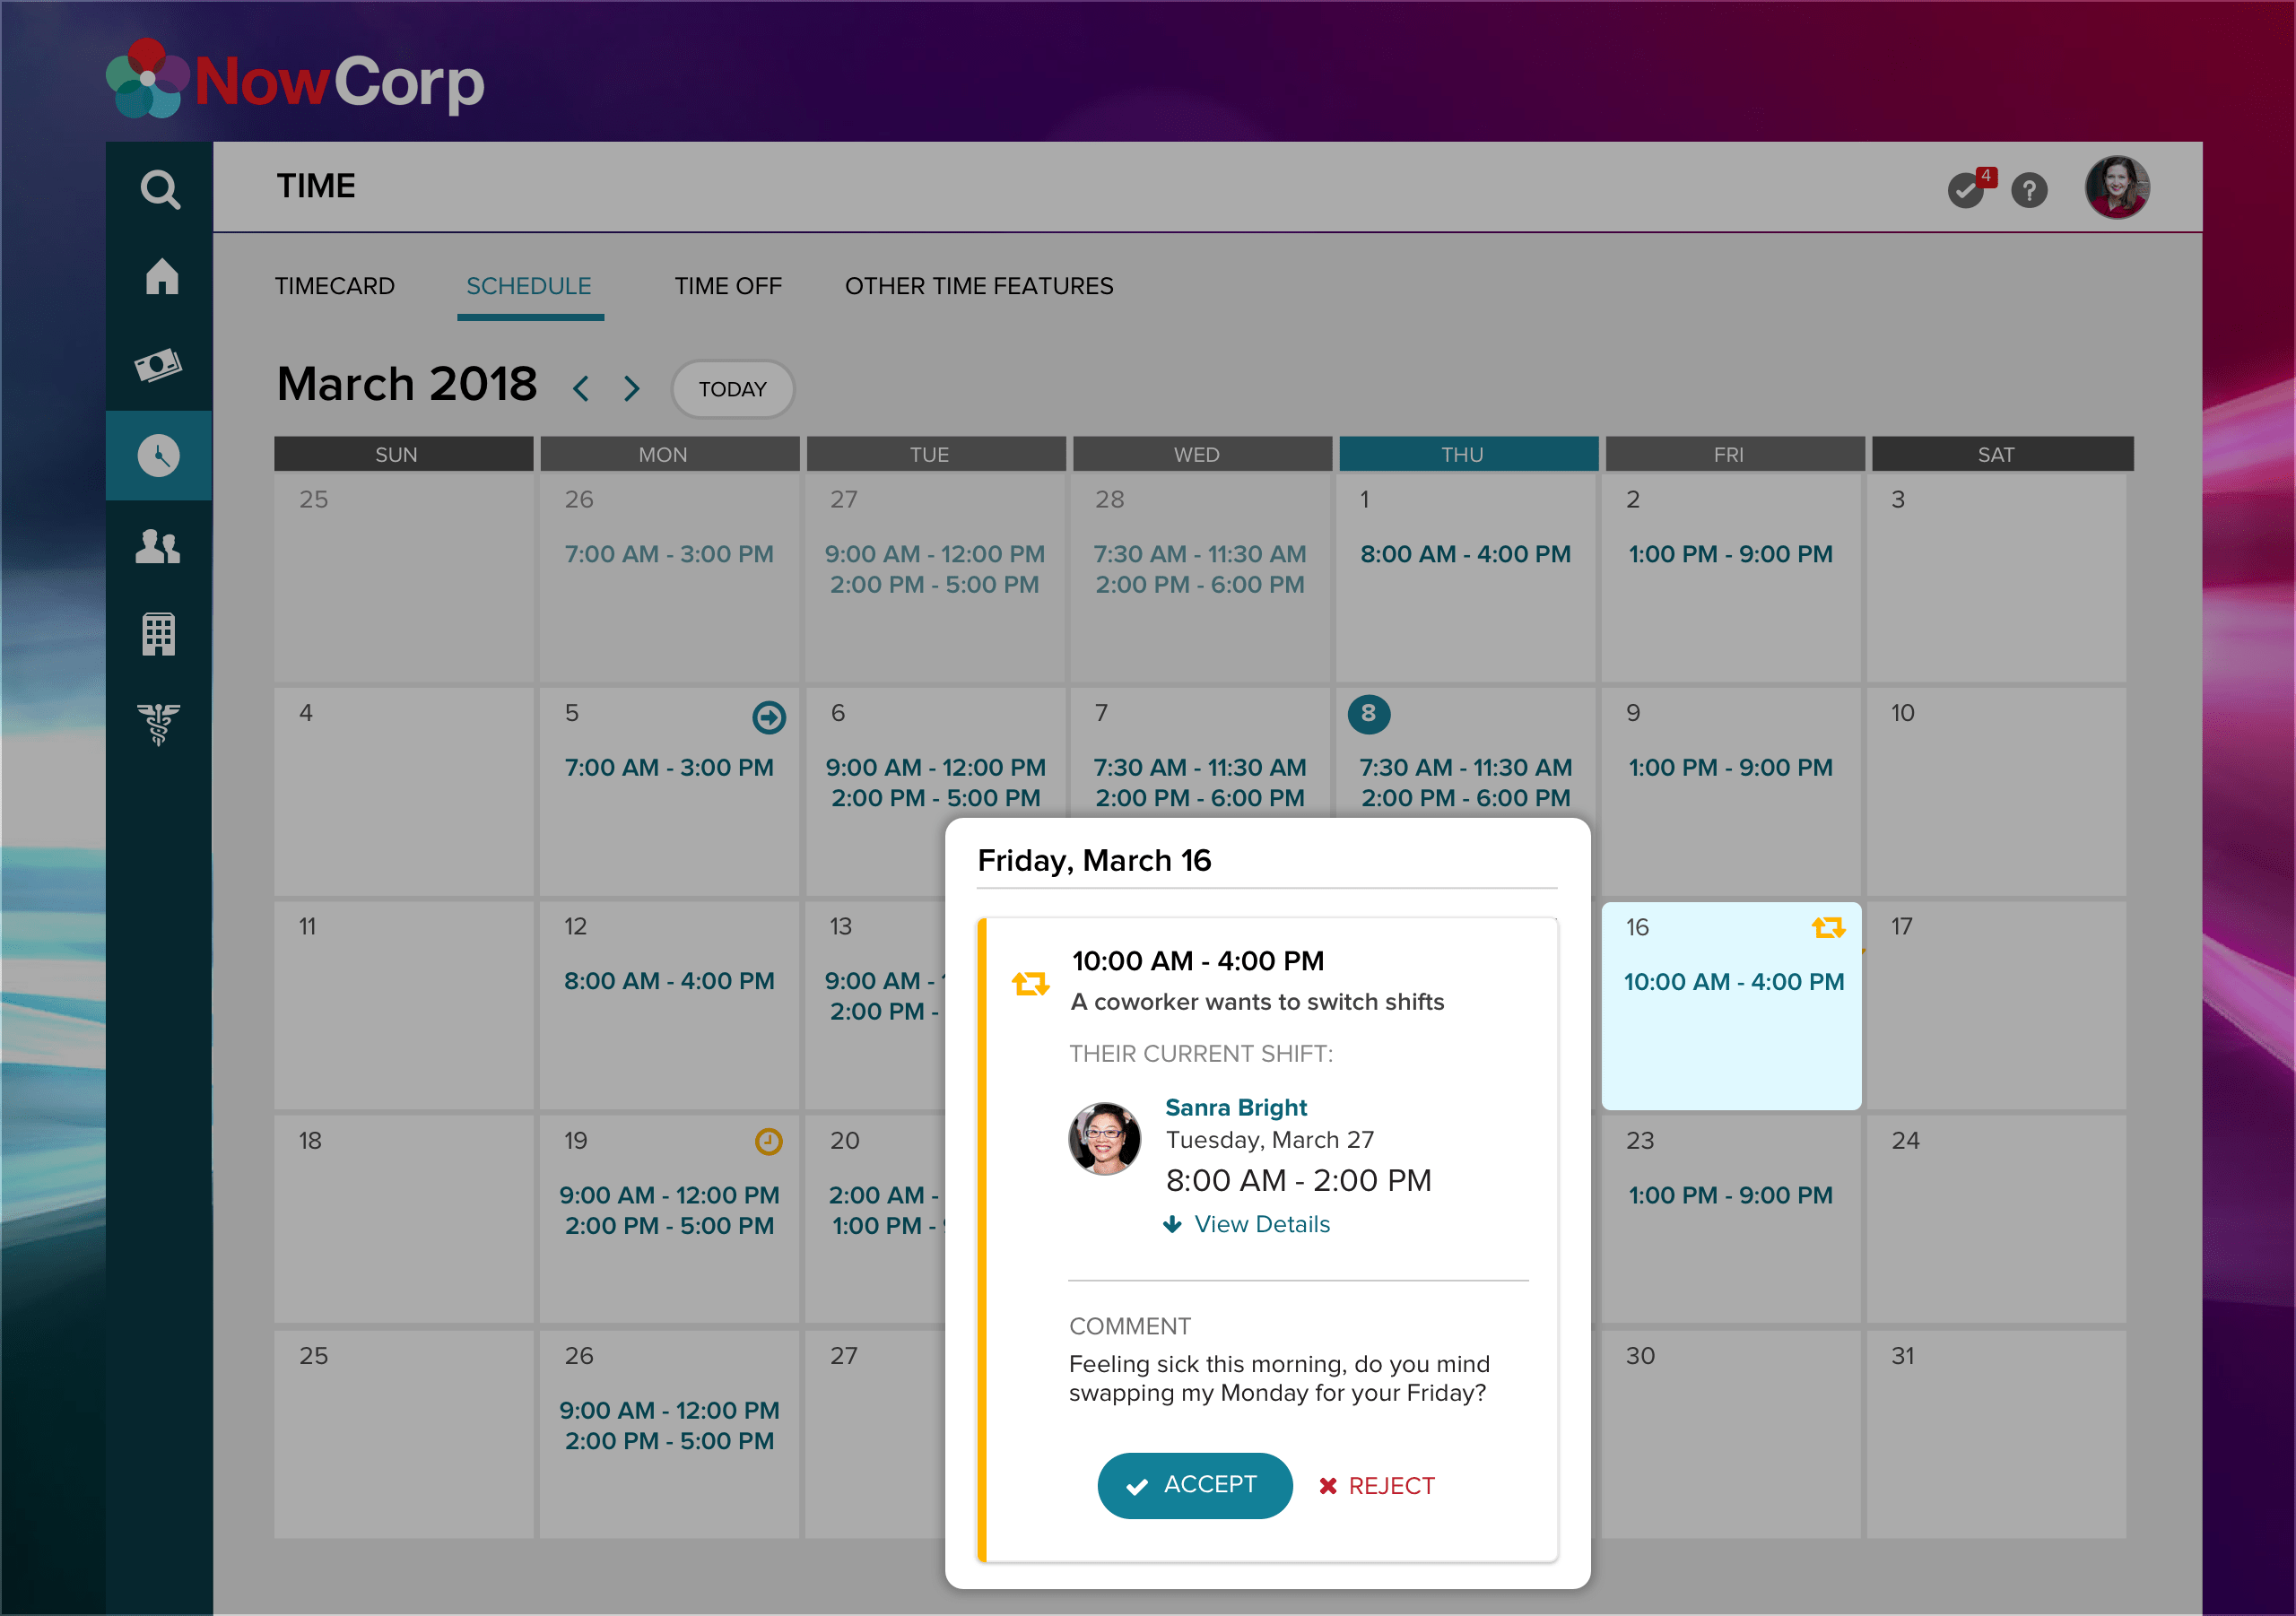 NowCorp
TIME
4
?
TIMECARD SCHEDULE TIME OFF OTHER TIME FEATURES
March 2018 TODAY
SUN MON TUE WED THU FRI SAT
25 26 27 28 1 2 3
7:00 AM - 3:00 PM 9:00 AM - 12:00 PM 7:30 AM - 11:30 AM 8:00 AM - 4:00 PM 1:00 PM - 9:00 PM
2:00 PM - 5:00 PM 2:00 PM - 6:00 PM
4 5 6 7 8 9 10
7:00 AM - 3:00 PM 9:00 AM - 12:00 PM 7:30 AM - 11:30 AM 7:30 AM - 11:30 AM 1:00 PM - 9:00 PM
2:00 PM - 5:00 PM 2:00 PM - 6:00 PM 2:00 PM - 6:00 PM
11 12 13 16 17
8:00 AM - 4:00 PM 9:00 AM - 10:00 AM - 4:00 PM
2:00 PM -
18 19 20 23 24
9:00 AM - 12:00 PM 2:00 AM - 1:00 PM - 9:00 PM
2:00 PM - 5:00 PM 1:00 PM -
25 26 27 30 31
9:00 AM - 12:00 PM
2:00 PM - 5:00 PM
Friday, March 16
10:00 AM - 4:00 PM
A coworker wants to switch shifts
THEIR CURRENT SHIFT:
Sanra Bright
Tuesday, March 27
8:00 AM - 2:00 PM
View Details
COMMENT
Feeling sick this morning, do you mind
swapping my Monday for your Friday?
ACCEPT REJECT